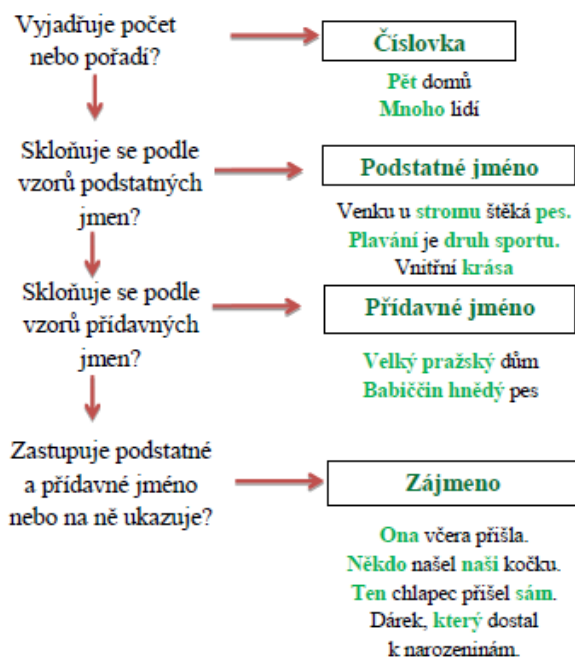 Vyjadřuje počet
nebo pořadí?
Číslovka
Pět domů
Mnoho lidí
Skloňuje se podle
vzorů podstatných
jmen?
Podstatné jméno
Venku u stromu štěká pes.
Plavání je druh sportu.
Vnitřní krása
Skloňuje se podle
vzorů přídavných
jmen?
Přídavné jméno
Velký pražský dům
Babiččin hnědý pes
Zastupuje podstatné
a přídavné jméno
nebo na ně ukazuje?
Zájmeno
Ona včera přišla.
Někdo našel naši kočku.
Ten chlapec přišel sám.
Dárek, který dostal
k narozeninám.